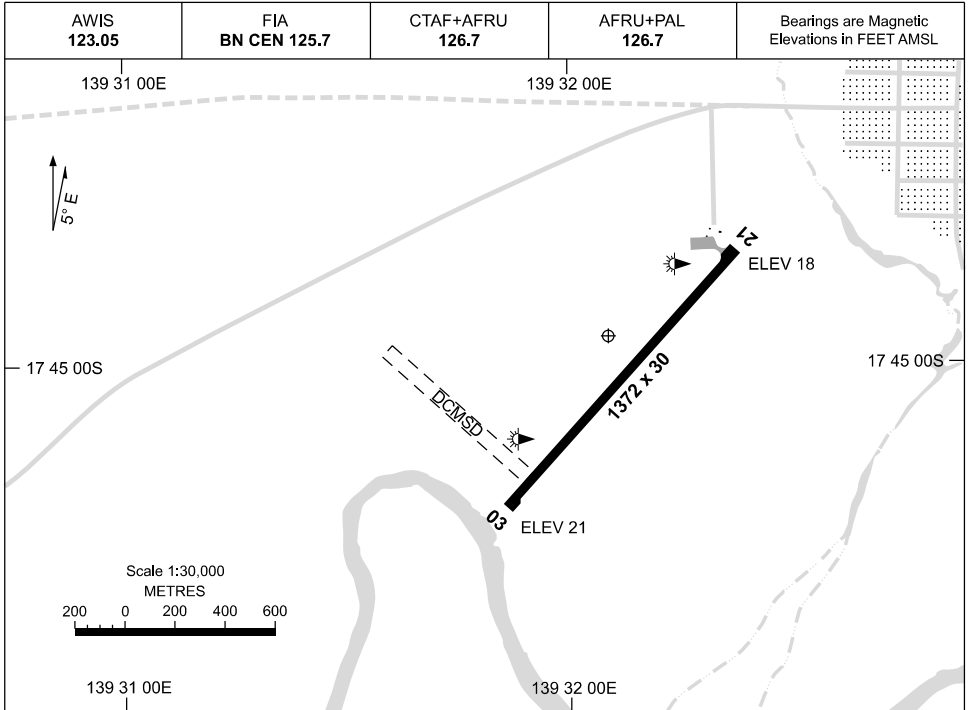 AWIS
123.05
FIA
BN CEN 125.7
CTAF+AFRU
126.7
AFRU+PAL
126.7
Bearings are Magnetic
Elevations in FEET AMSL
139 31 00E
139 32 00E
5° E
21
ELEV 18
17 45 00S
17 45 00S
1372 x 30
DCMSD
03
ELEV 21
Scale 1:30,000
METRES
200 0 200 400 600
139 31 00E
139 32 00E